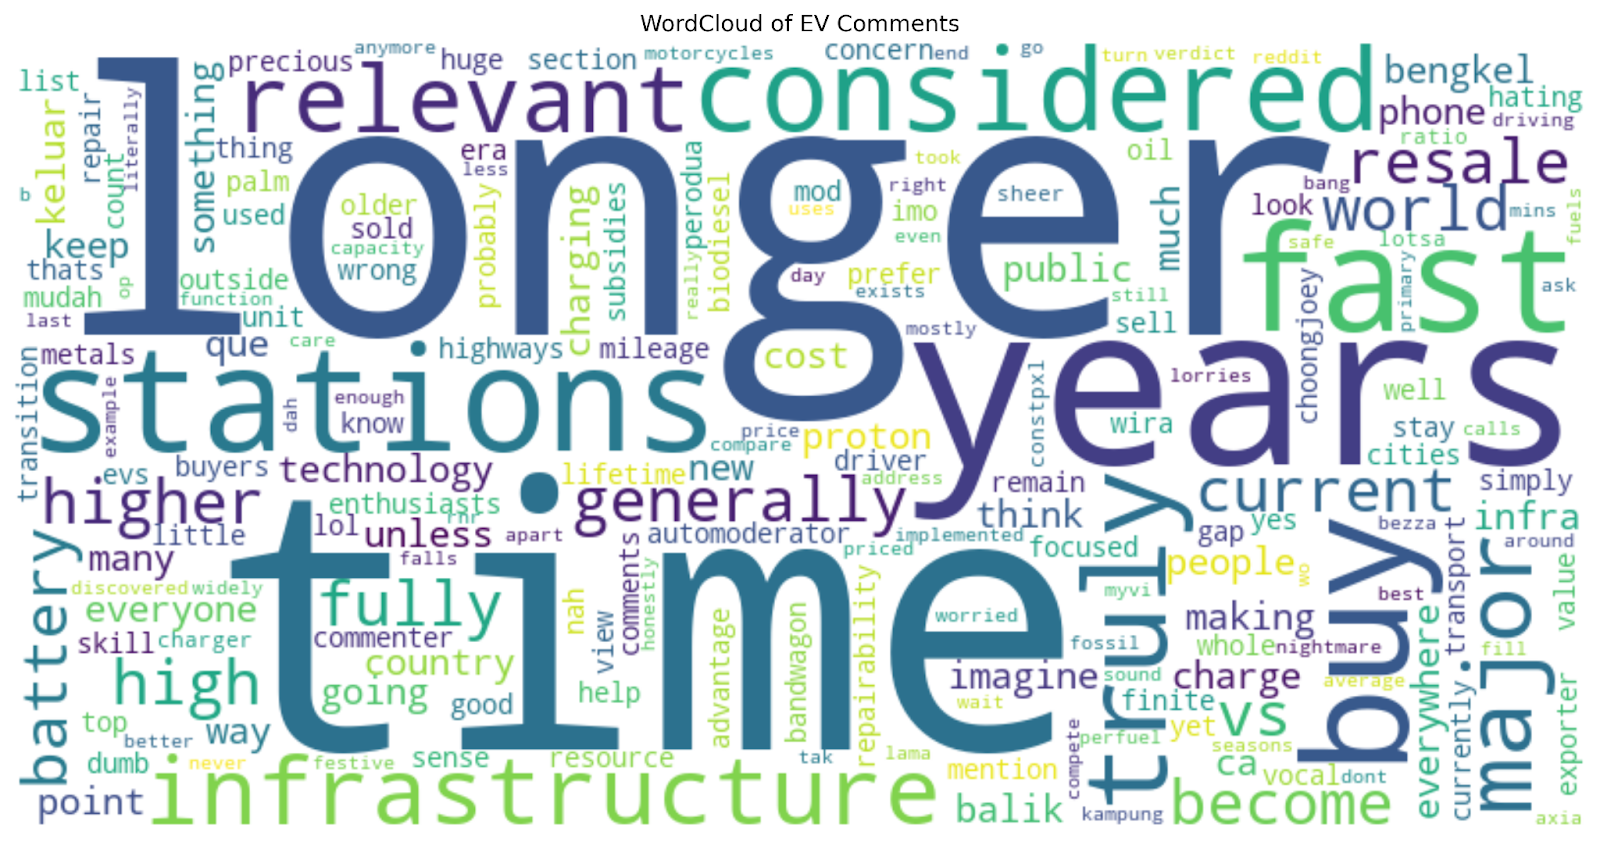 WordCloud of EV Comments
anymore
motorcycles
concern
end
go
turn
verdict
reddit
list
precious
huge
section
considered
bengkel
relevant
longer
something
keluar
repair
literally
count
phone
hating
driving
ratio
thing
era
less
perodua
really
took
oil
resale
b
palm
older
probably
charging
subsidies
biodiesel
mod
uses
right
sheer
bang
used
sold
imo
much
look
world
mins
fuels
keep
capacity
wrong
even
safe
lotsa
fast
thats
outside
day
prefer
public
primary
ask
mudah
op
function
exists
still
choongjoey
last
unit
mostly
sell
que
care
highways
mileage
cost
years
metals
stations
transition
example
enough
dah
know
constpxl
lorries
well
price
compare
proton
wira
stay
calls
evs
buyers
technology
lifetime
new
driver
address
cities
higher
enthusiasts
rnr
generally
remain
current
simply
little
lol
unless
apart
automoderator
think
gap
yes
bezza
infra
battery
many
falls
time
comments
honestly
priced
implemented
focused
truly
people
wo
buy
around
discovered
widely
fully
nah
repairability
myvi
best
transport
value
everyone
view
advantage
bandwagon
worried
making
everywhere
major
skill
charger
commenter
fossil
whole
nightmare
fill
high
country
imagine
sound
charge
average
going
good
help
wait
finite
currently
exporter
top
way
yet
vs
better
compete
perfuel
seasons
dumb
never
festive
sense
resource
tak
lama
mention
ca
vocal
dont
point
infrastructure
balik
kampung
become
axia